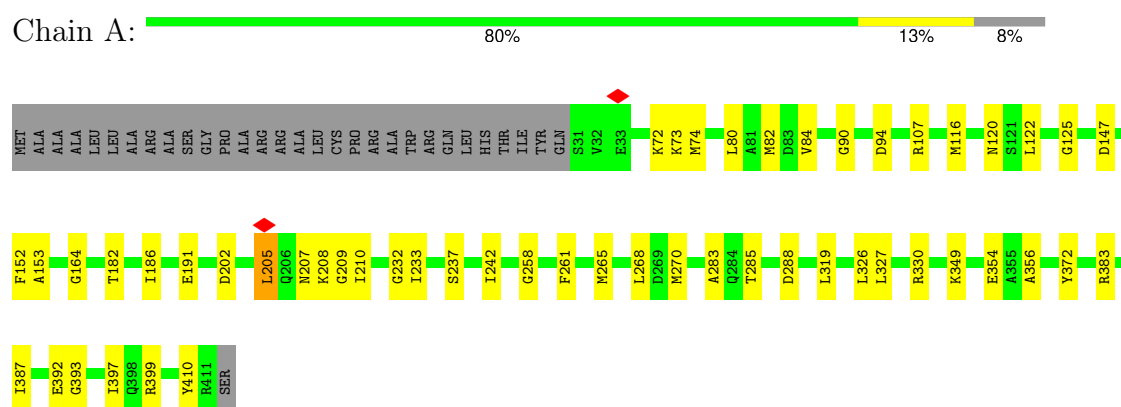 Chain A:
80% 13% 8%
MET ALA ALA ALA LEU LEU ALA ARG ALA SER GLY PRO ALA ARG ARG ALA LEU CYS PRO ARG ALA TRP ARG GLN LEU HIS THR ILE TYR GLN S31 V32 E33 K72 K73 M74 L80 A81 M82 D83 V84 G90 D94 R107 M116 N120 S121 L122 G125 D147
F152 A153 G164 T182 I186 E191 D202 L205 Q206 N207 K208 G209 I210 G232 I233 S237 I242 G258 F261 M265 L268 D269 M270 A283 Q284 T285 D288 L319 L326 L327 R330 K349 E354 A355 A356 Y372 R383
I387 E392 G393 I397 Q398 R399 Y410 R411 SER